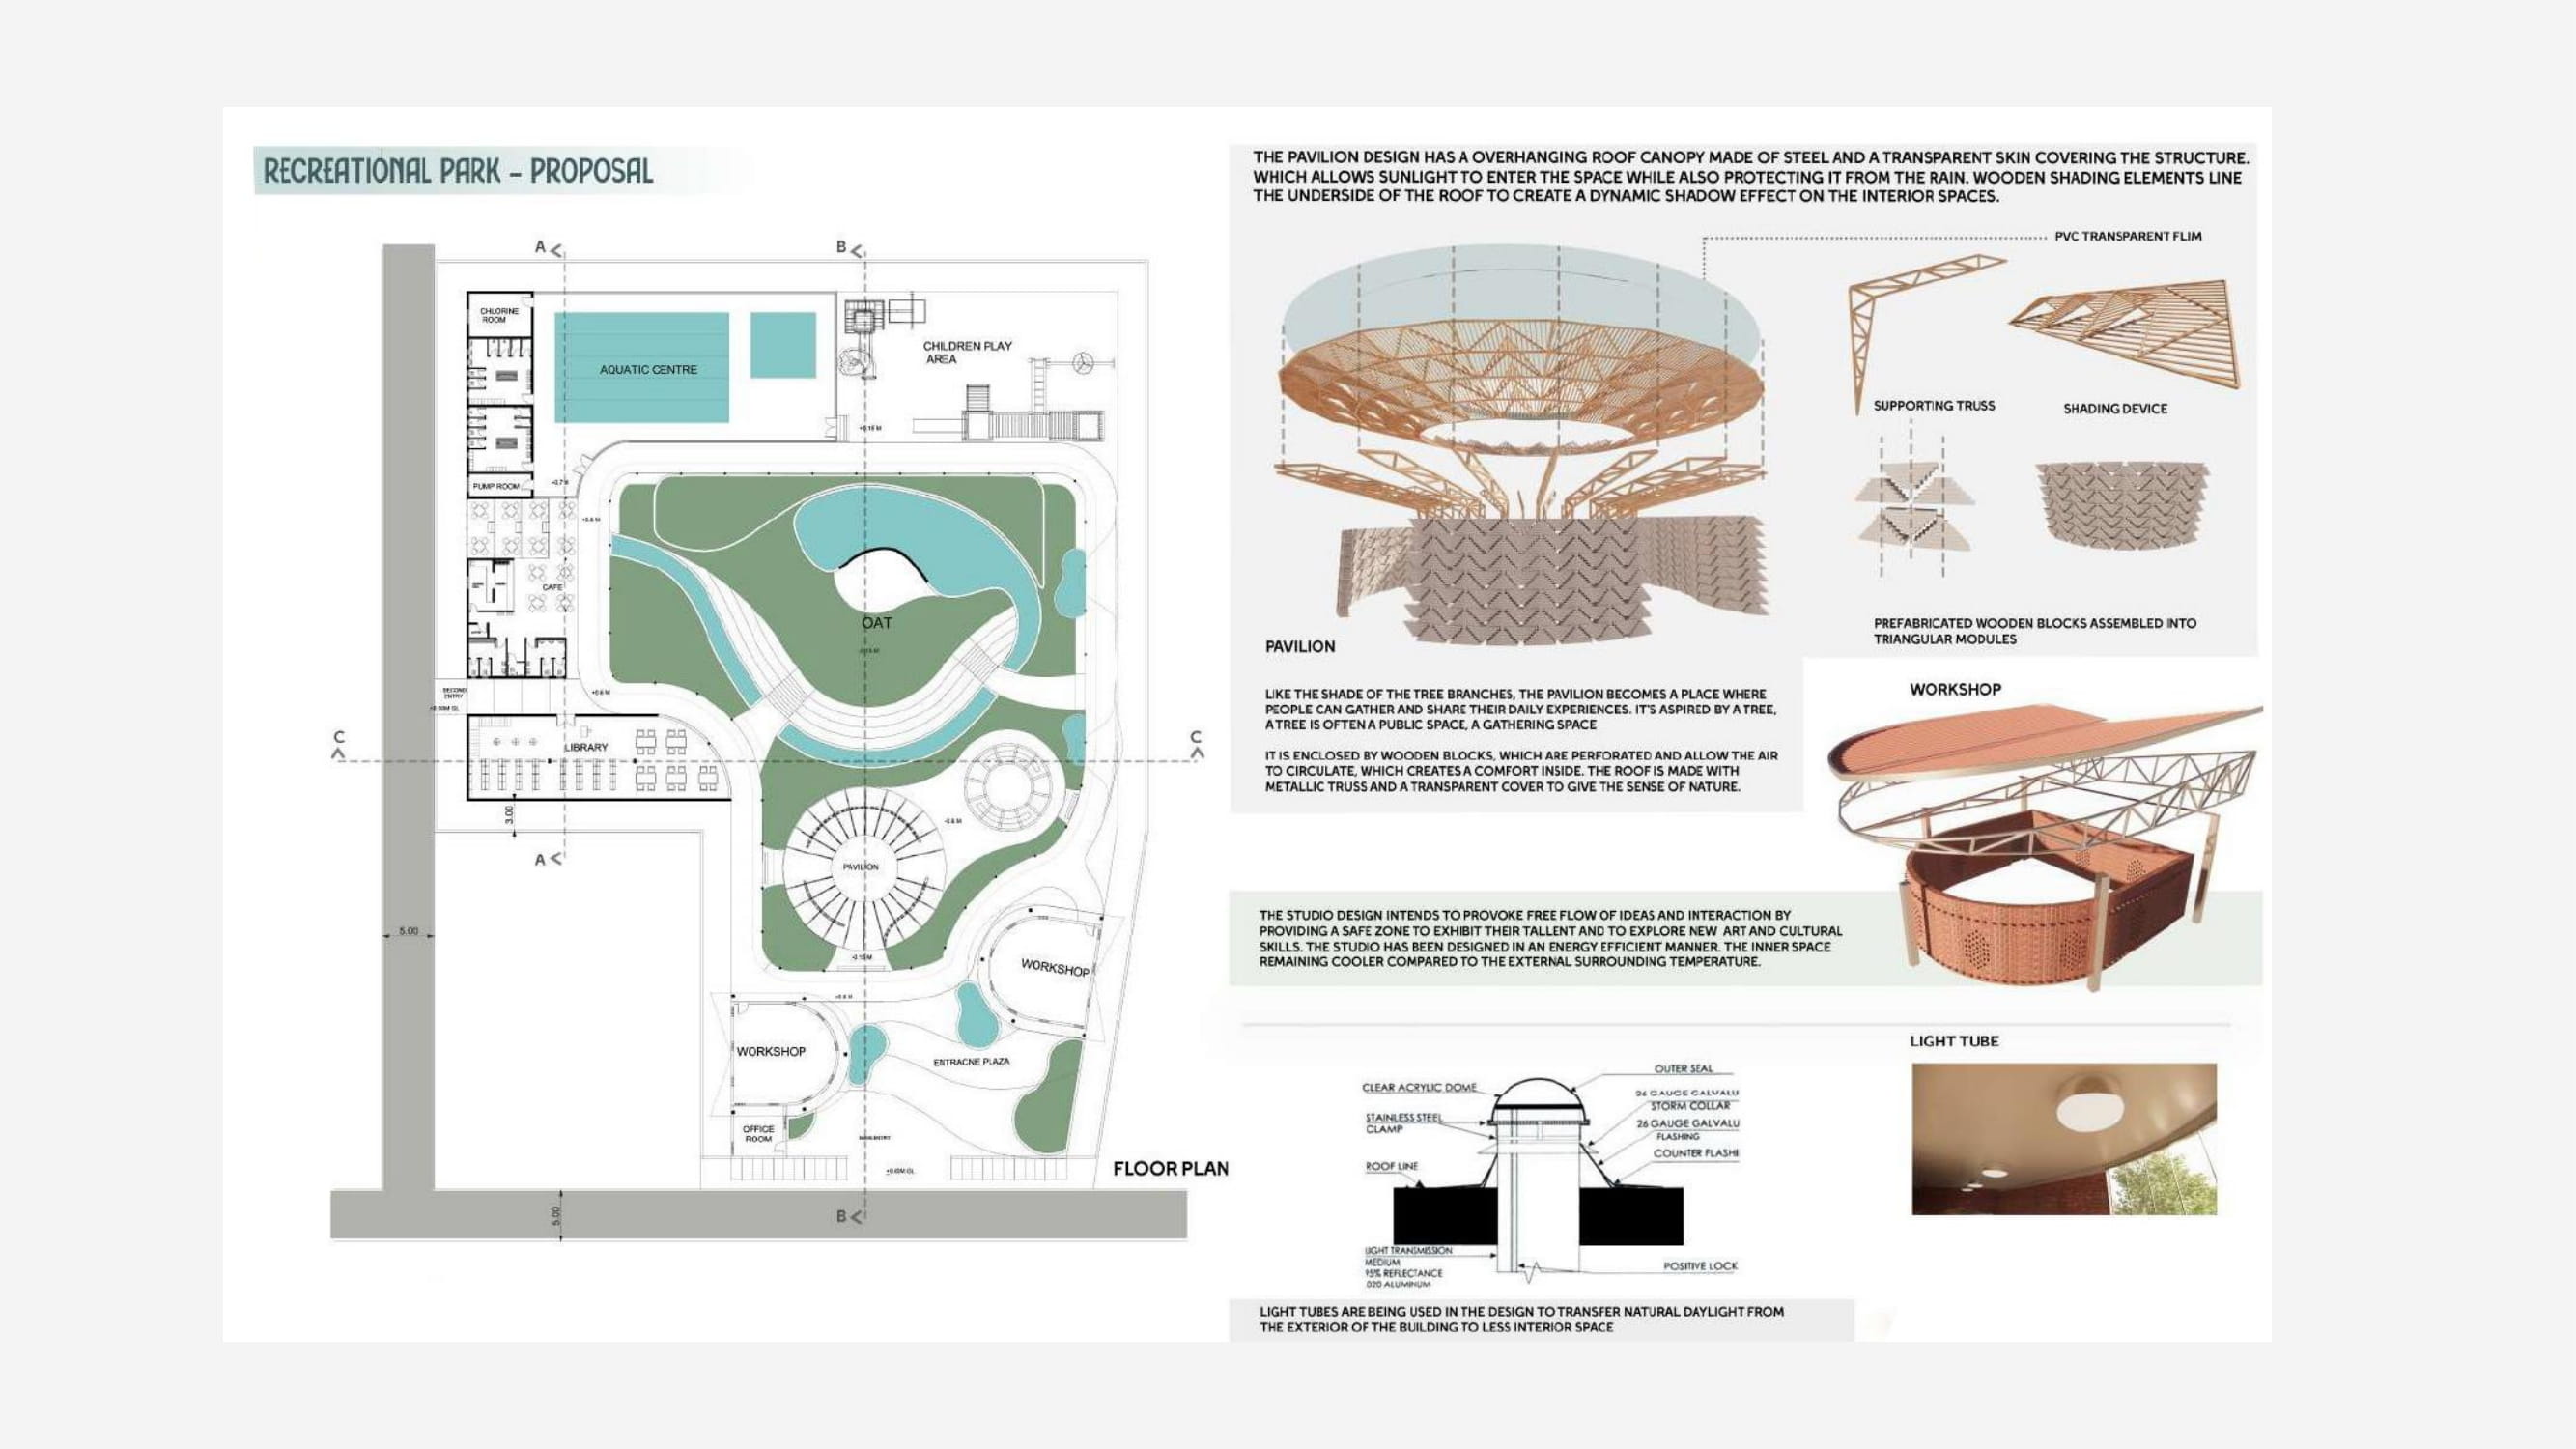 RECREATIONAL PARK - PROPOSAL
A
B
CHLORINE
ROOM
AQUATIC CENTRE
CHILDREN PLAY
AREA
PUMP ROOM
CAFE
OAT
SECOND
ENTRY
C
C
LIBRARY
3.00
A
PAVILION
5.00
WORKSHOP
WORKSHOP
ENTRACNE PLAZA
OFFICE
ROOM
FLOOR PLAN
5.00
B
THE PAVILION DESIGN HAS A OVERHANGING ROOF CANOPY MADE OF STEEL AND A TRANSPARENT SKIN COVERING THE STRUCTURE.
WHICH ALLOWS SUNLIGHT TO ENTER THE SPACE WHILE ALSO PROTECTING IT FROM THE RAIN. WOODEN SHADING ELEMENTS LINE
THE UNDERSIDE OF THE ROOF TO CREATE A DYNAMIC SHADOW EFFECT ON THE INTERIOR SPACES.
PVC TRANSPARENT FLIM
SUPPORTING TRUSS
SHADING DEVICE
PREFABRICATED WOODEN BLOCKS ASSEMBLED INTO
TRIANGULAR MODULES
PAVILION
LIKE THE SHADE OF THE TREE BRANCHES, THE PAVILION BECOMES A PLACE WHERE
PEOPLE CAN GATHER AND SHARE THEIR DAILY EXPERIENCES. IT'S ASPIRED BY A TREE,
A TREE IS OFTEN A PUBLIC SPACE, A GATHERING SPACE
IT IS ENCLOSED BY WOODEN BLOCKS, WHICH ARE PERFORATED AND ALLOW THE AIR
TO CIRCULATE, WHICH CREATES A COMFORT INSIDE. THE ROOF IS MADE WITH
METALLIC TRUSS AND A TRANSPARENT COVER TO GIVE THE SENSE OF NATURE.
WORKSHOP
THE STUDIO DESIGN INTENDS TO PROVOKE FREE FLOW OF IDEAS AND INTERACTION BY
PROVIDING A SAFE ZONE TO EXHIBIT THEIR TALLENT AND TO EXPLORE NEW ART AND CULTURAL
SKILLS. THE STUDIO HAS BEEN DESIGNED IN AN ENERGY EFFICIENT MANNER. THE INNER SPACE
REMAINING COOLER COMPARED TO THE EXTERNAL SURROUNDING TEMPERATURE.
LIGHT TUBE
CLEAR ACRYLIC DOME
STAINLESS STEEL
CLAMP
ROOF LINE
OUTER SEAL
26 GAUGE GALVALU
STORM COLLAR
26 GAUGE GALVALU
FLASHING
COUNTER FLASHI
LIGHT TRANSMISSION
MEDIUM
95% REFLECTANCE
.020 ALUMINUM
POSITIVE LOCK
LIGHT TUBES ARE BEING USED IN THE DESIGN TO TRANSFER NATURAL DAYLIGHT FROM
THE EXTERIOR OF THE BUILDING TO LESS INTERIOR SPACE